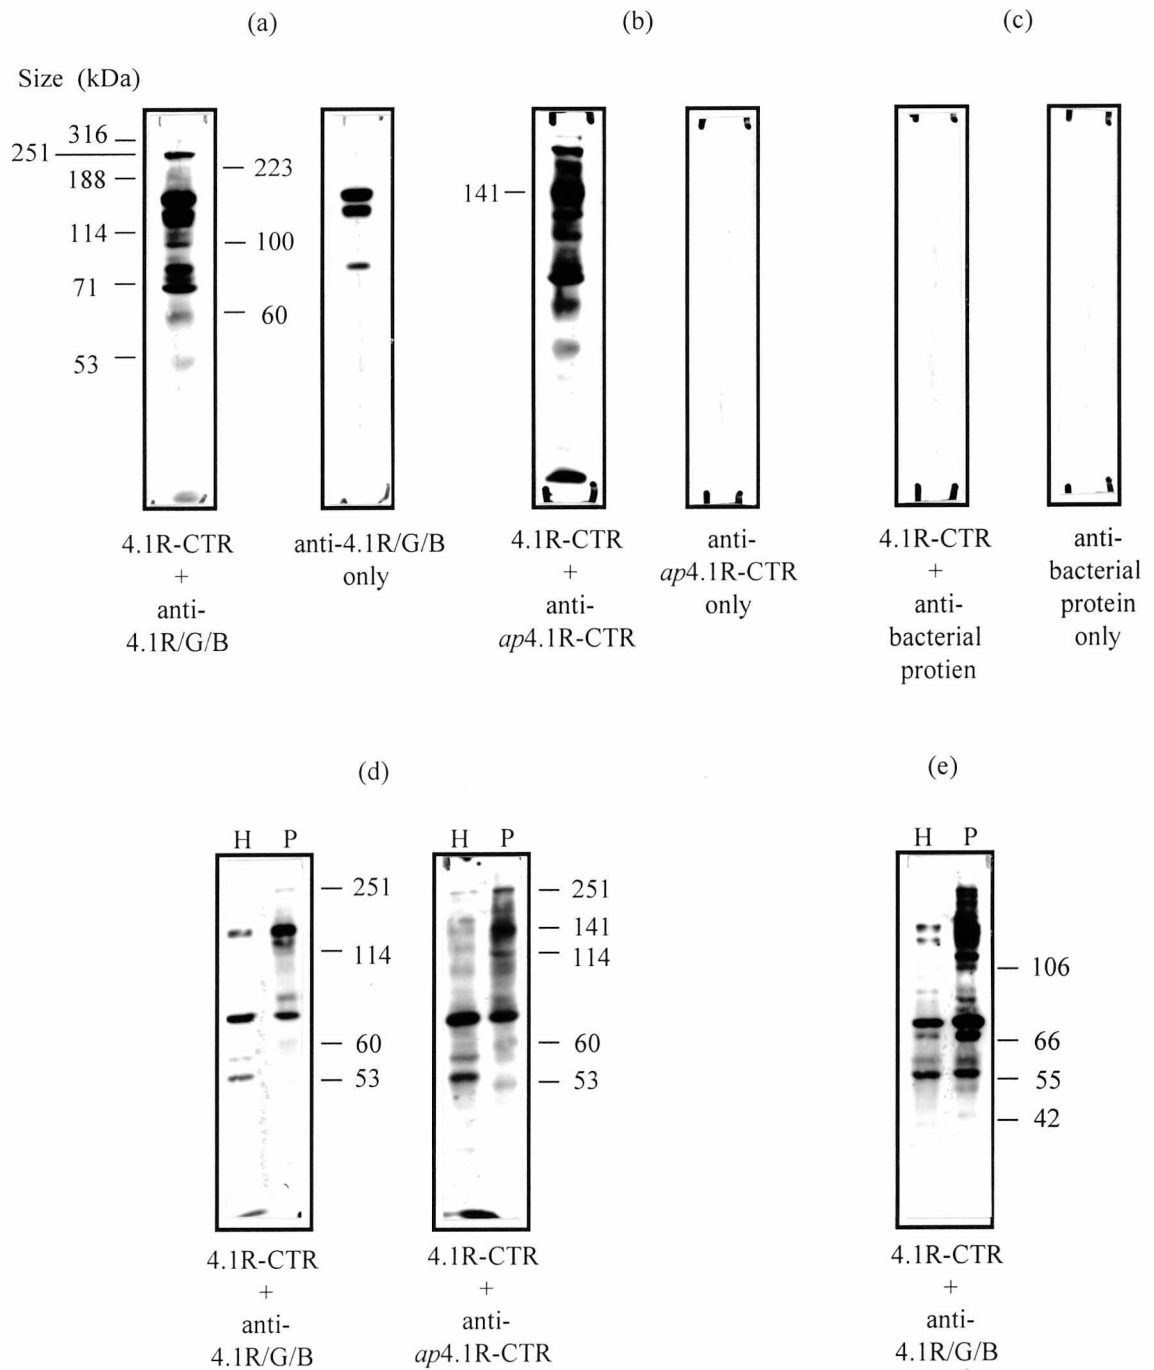 (a)
(b)
(c)
Size (kDa)
316
251
188
114
71
53
223
100
60
141
4.1R-CTR
+
anti-
4.1R/G/B
anti-4.1R/G/B
only
4.1R-CTR
+
anti-
ap4.1R-CTR
anti-
ap4.1R-CTR
only
4.1R-CTR
+
anti-
bacterial
protien
anti-
bacterial
protein
only
(d)
H P
251
114
60
53
4.1R-CTR
+
anti-
4.1R/G/B
H P
251
141
114
60
53
4.1R-CTR
+
anti-
ap4.1R-CTR
(e)
H P
106
66
55
42
4.1R-CTR
+
anti-
4.1R/G/B